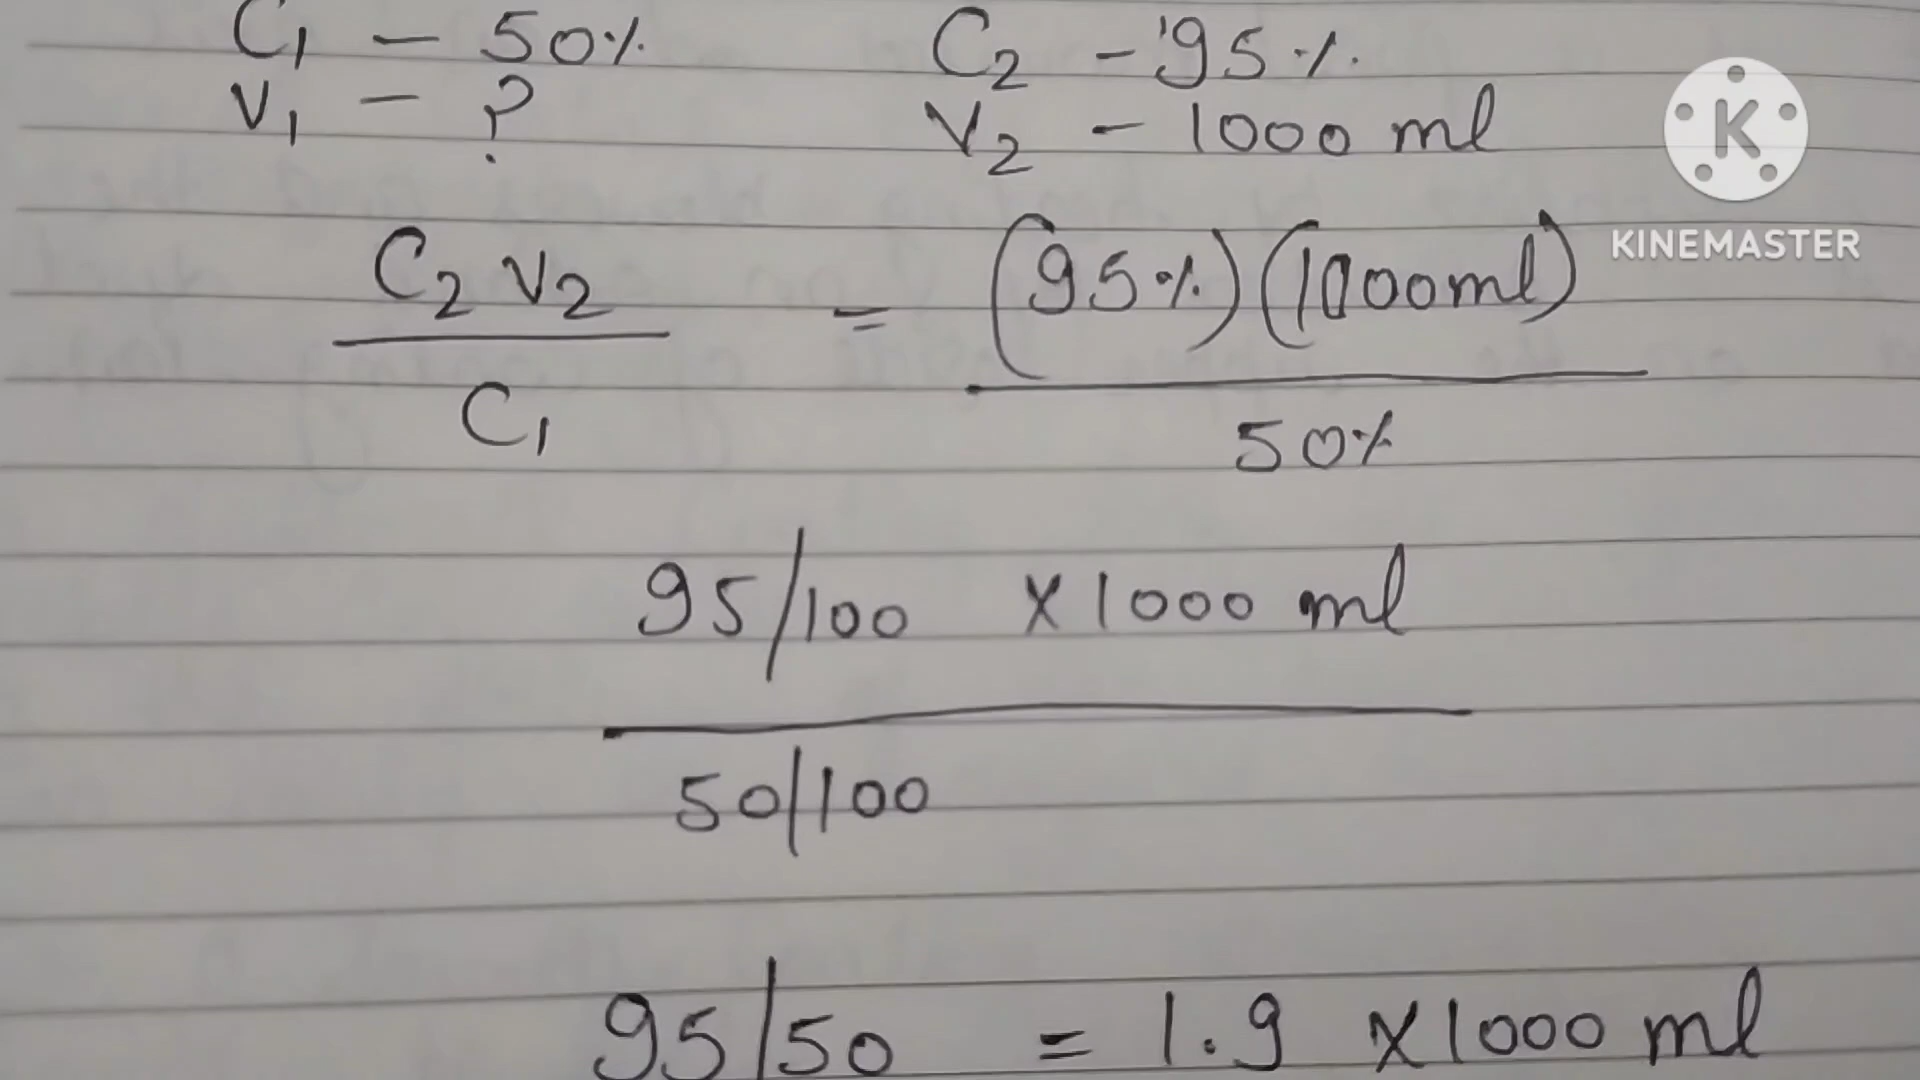 C1 — 50%
C2 — 95%.
V1 — ?
V2 — 1000 ml
K
KINEMASTER
C2 V2 = (95%) (1000ml)
C1 50%
95/100 x 1000 ml
50/100
95/50 = 1.9 x 1000 ml